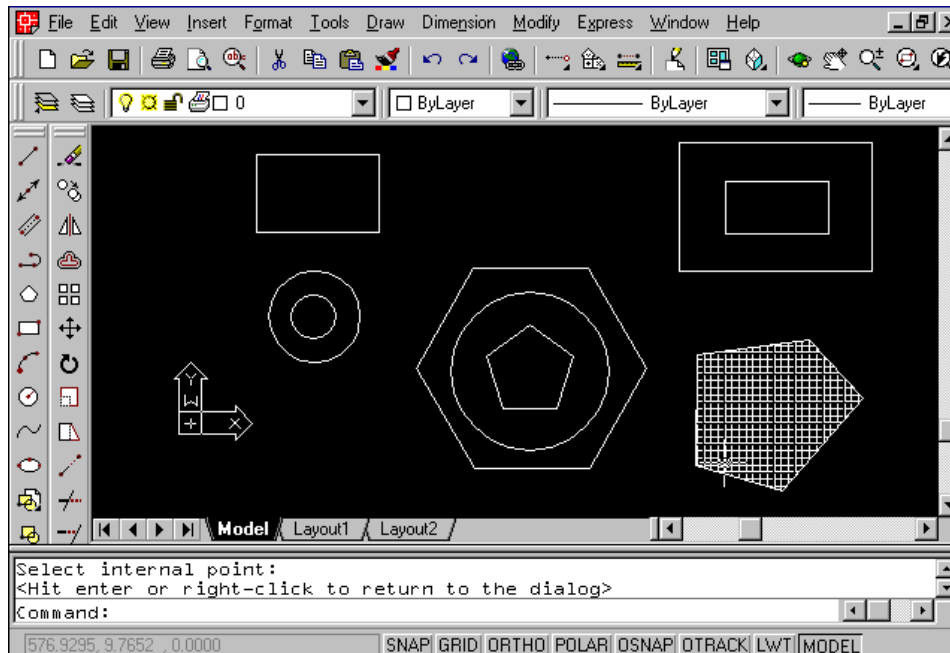 File Edit View Insert Format Tools Draw Dimension Modify Express Window Help
0 ByLayer ByLayer ByLayer
Y
W
X
Model Layout1 Layout2
Select internal point:
<Hit enter or right-click to return to the dialog>
Command:
576.9295, 9.7652 , 0.0000 SNAP GRID ORTHO POLAR OSNAP OTRACK LWT MODEL